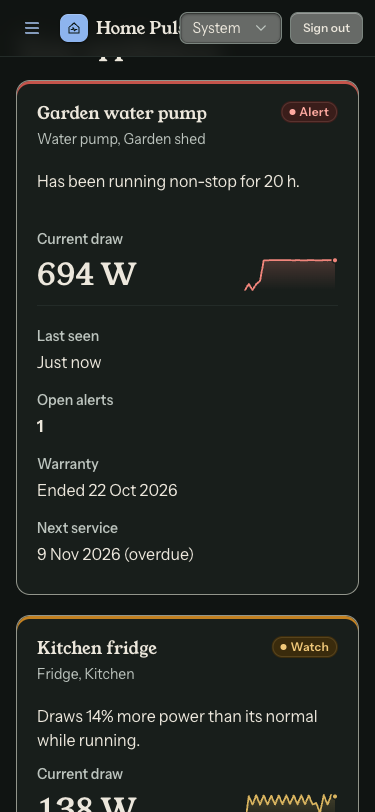 Home Puls
System
Sign out
Garden water pump
Alert
Water pump, Garden shed
Has been running non-stop for 20 h.
Current draw
694 W
Last seen
Just now
Open alerts
1
Warranty
Ended 22 Oct 2026
Next service
9 Nov 2026 (overdue)
Kitchen fridge
Watch
Fridge, Kitchen
Draws 14% more power than its normal
while running.
Current draw
138 W